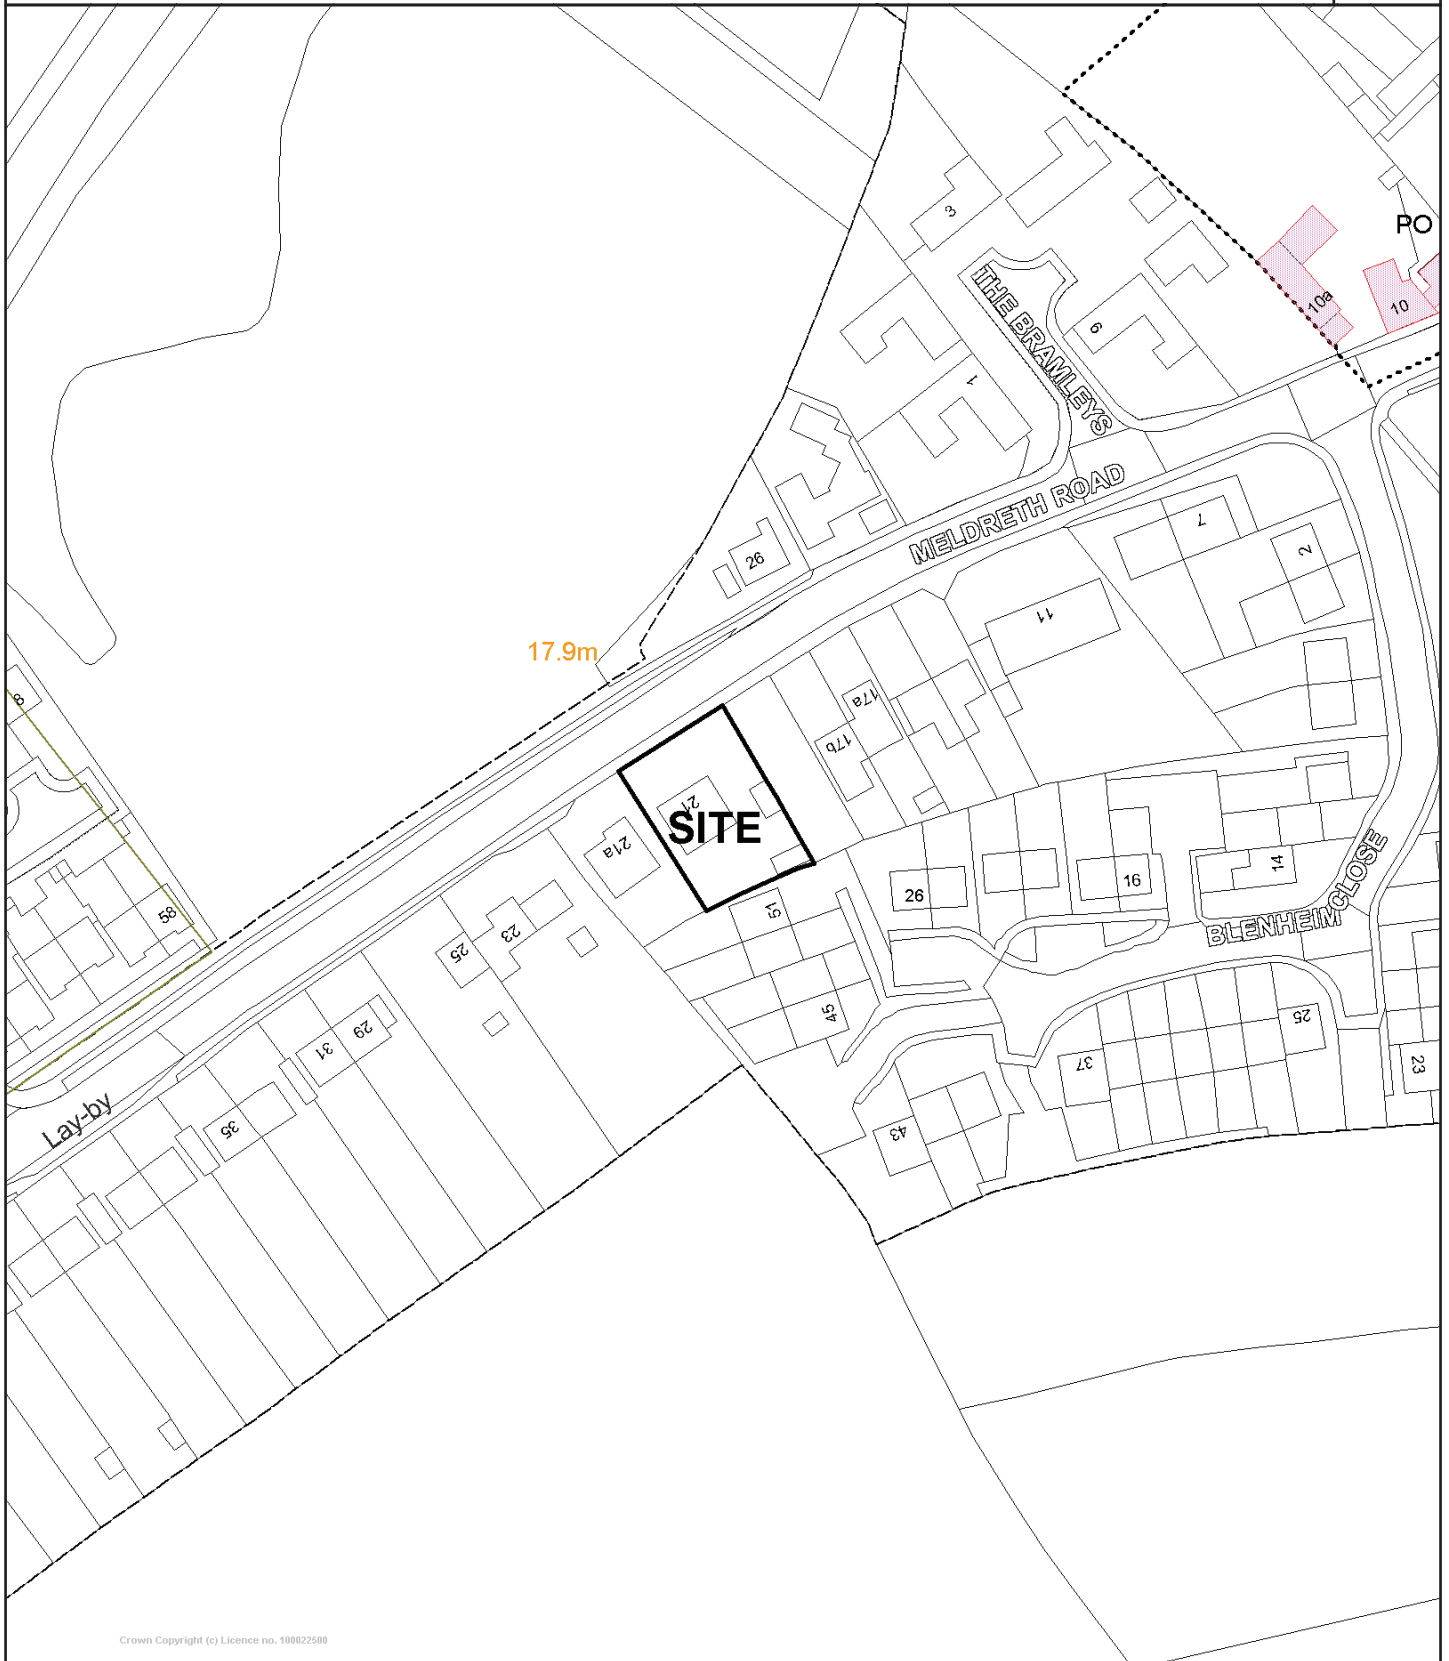 PO
3
10a
10
THE BRAMLEYS
6
1
MELDRETH ROAD
7
2
26
11
17.9m
8
17a
17b
21
SITE
21a
14
16
26
BLENHEIM CLOSE
51
58
23
25
45
25
29
31
37
23
35
43
Lay-by
Crown Copyright (c) Licence no. 100022500